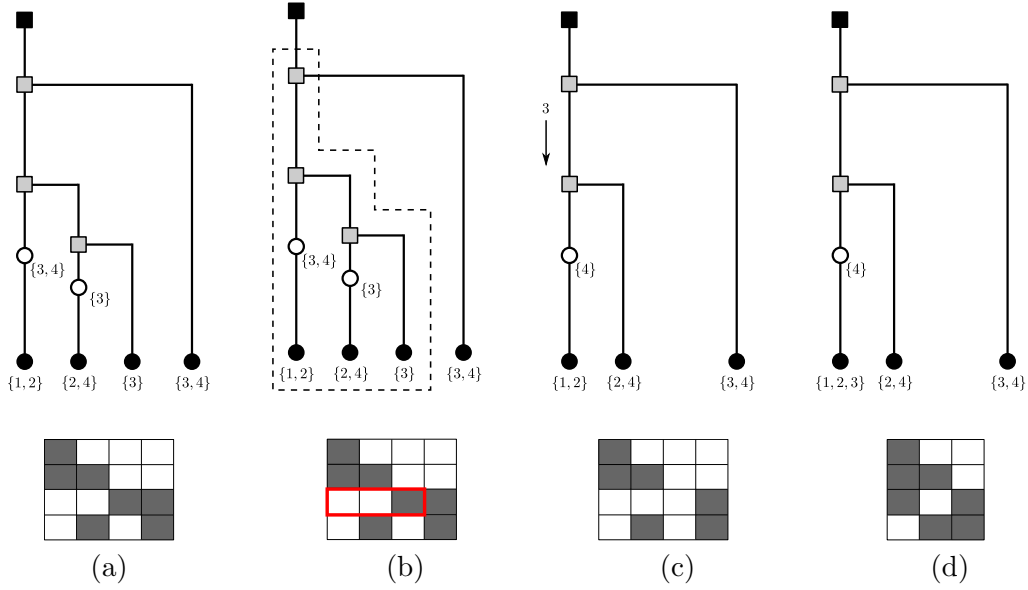 3
{3, 4}
{3}
{1, 2} {2, 4} {3} {3, 4}
{3, 4}
{3}
{1, 2} {2, 4} {3} {3, 4}
{4}
{1, 2} {2, 4} {3, 4}
{4}
{1, 2, 3} {2, 4} {3, 4}
(a) (b) (c) (d)